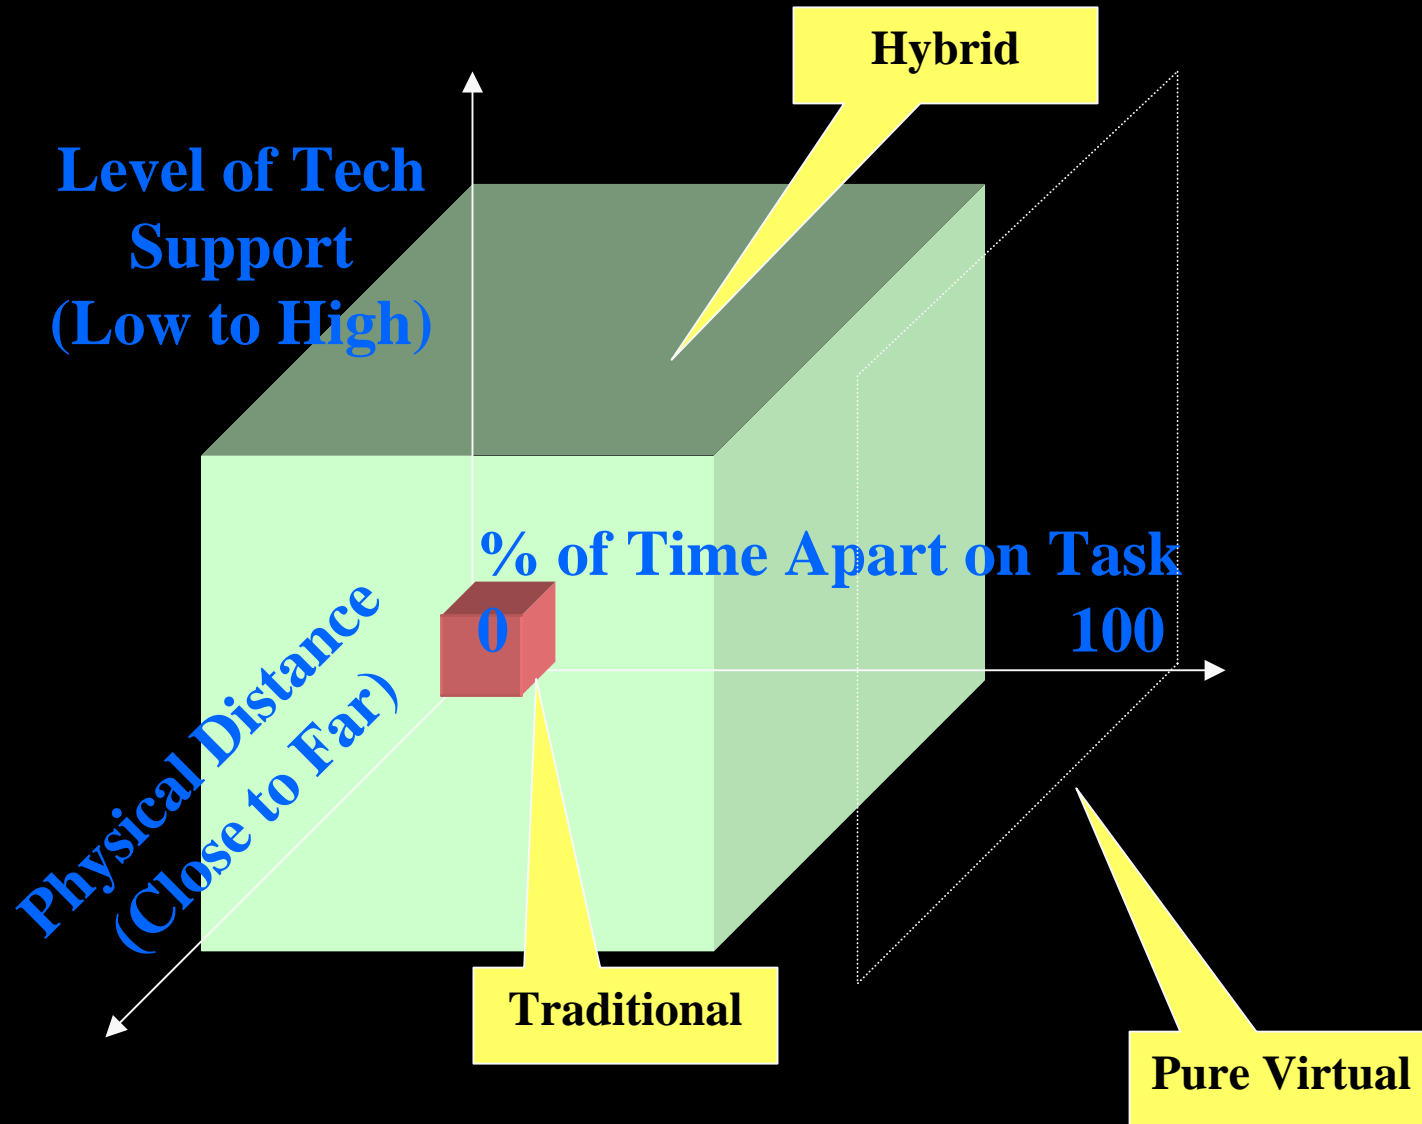 Hybrid
Level of Tech
Support
(Low to High)
% of Time Apart on Task
0 100
Physical Distance
(Close to Far)
Traditional
Pure Virtual